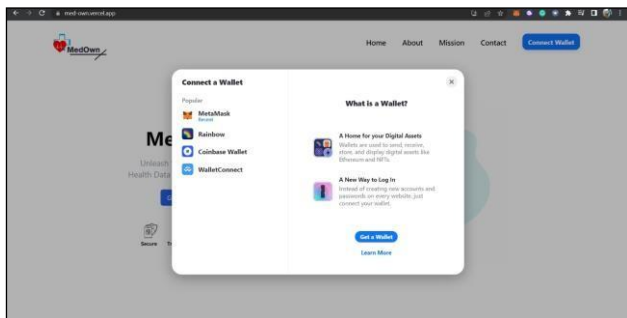 med-own.vercel.app
MedOwn
Home About Mission Contact Connect Wallet
Connect a Wallet
Popular
MetaMask
Recent
Rainbow
Coinbase Wallet
WalletConnect
What is a Wallet?
A Home for your Digital Assets
Wallets are used to send, receive,
store, and display digital assets like
Ethereum and NFTs.
A New Way to Log In
Instead of creating new accounts and
passwords on every website, just
connect your wallet.
Get a Wallet
Learn More
Me
Unleash
Health Data
Secure